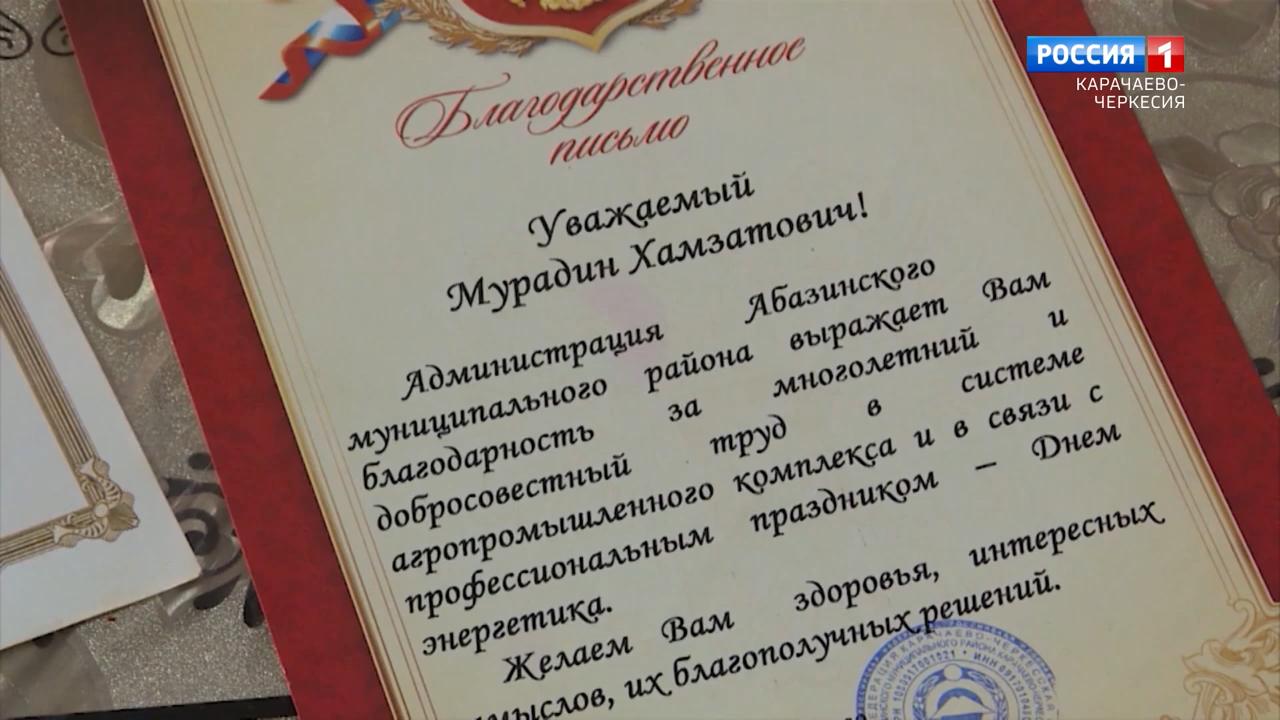 РОССИЯ 1
КАРАЧАЕВО-
ЧЕРКЕСИЯ
Благодарственное
письмо
Уважаемый
Мурадин Хамзатович!
Администрация Абазинского
муниципального района выражает Вам
благодарность за многолетний и
добросовестный труд в системе
агропромышленного комплекса и в связи с
профессиональным праздником – Днем
энергетика.
Желаем Вам здоровья, интересных
мыслов, их благополучных решений.